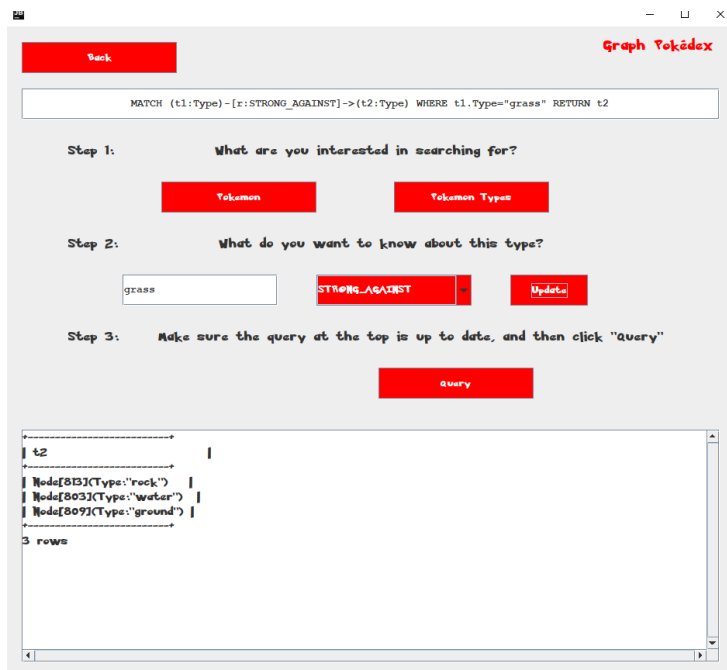 Graph Pokédex
Back
MATCH (t1:Type)-[r:STRONG_AGAINST]->(t2:Type) WHERE t1.Type="grass" RETURN t2
Step 1: What are you interested in searching for?
Pokemon Pokemon Types
Step 2: What do you want to know about this type?
grass STRONG_AGAINST Update
Step 3: Make sure the query at the top is up to date, and then click "Query"
Query
+--------------------------+
| t2 |
+--------------------------+
| Node[813]{Type:"rock"} |
| Node[803]{Type:"water"} |
| Node[809]{Type:"ground"} |
+--------------------------+
3 rows